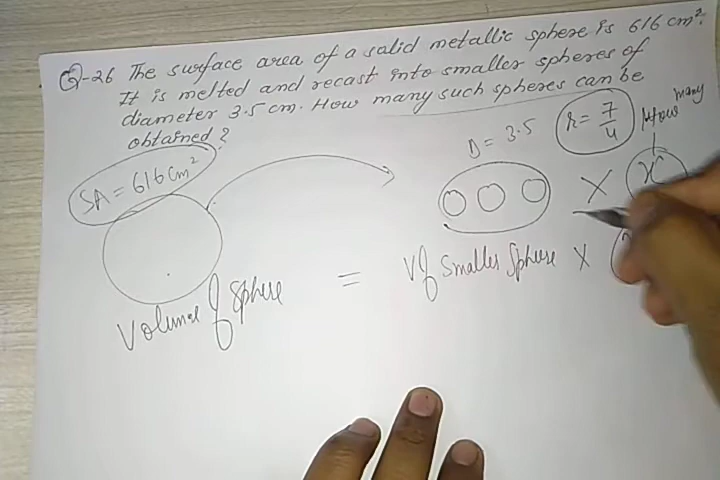 Q-26 The surface area of a solid metallic sphere is 616 cm².
It is melted and recast into smaller spheres of
diameter 3.5 cm. How many such spheres can be
obtained?
SA = 616 cm²
D = 3.5
r = 7/4
How many
X x
Volume of Sphere = V of Smaller Sphere X